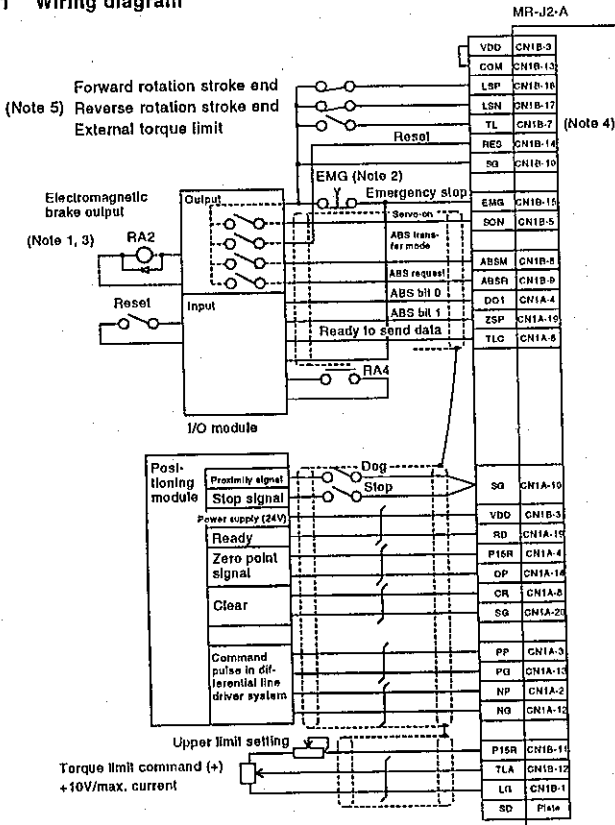 1 Wiring diagram
MR-J2-A
VDD CN1B-3
COM CN1B-13
Forward rotation stroke end LSP CN1B-16
(Note 5) Reverse rotation stroke end LSN CN1B-17
External torque limit TL CN1B-7 (Note 4)
Reset RES CN1B-14
SG CN1B-10
EMG (Note 2)
Electromagnetic brake output
Output
Emergency stop EMG CN1B-15
Servo-on SON CN1B-5
(Note 1, 3) RA2
ABS trans-
fer mode ABSM CN1B-8
ABS request ABSR CN1B-9
ABS bit 0 DO1 CN1A-4
Reset
Input
ABS bit 1 ZSP CN1A-19
Ready to send data TLC CN1A-6
RA4
I/O module
Posi-
tioning
module
Dog
Proximity signal
Stop
SG CN1A-10
Stop signal
Power supply (24V) VDD CN1B-3
Ready RD CN1A-19
Zero point
signal
P15R CN1A-4
OP CN1A-14
Clear
CR CN1A-8
SG CN1A-20
Command
pulse in dif-
ferential line
driver system
PP CN1A-3
PG CN1A-13
NP CN1A-2
NG CN1A-12
Upper limit setting
P15R CN1B-11
Torque limit command (+)
TLA CN1B-12
+10V/max. current
LG CN1B-1
SD Plate